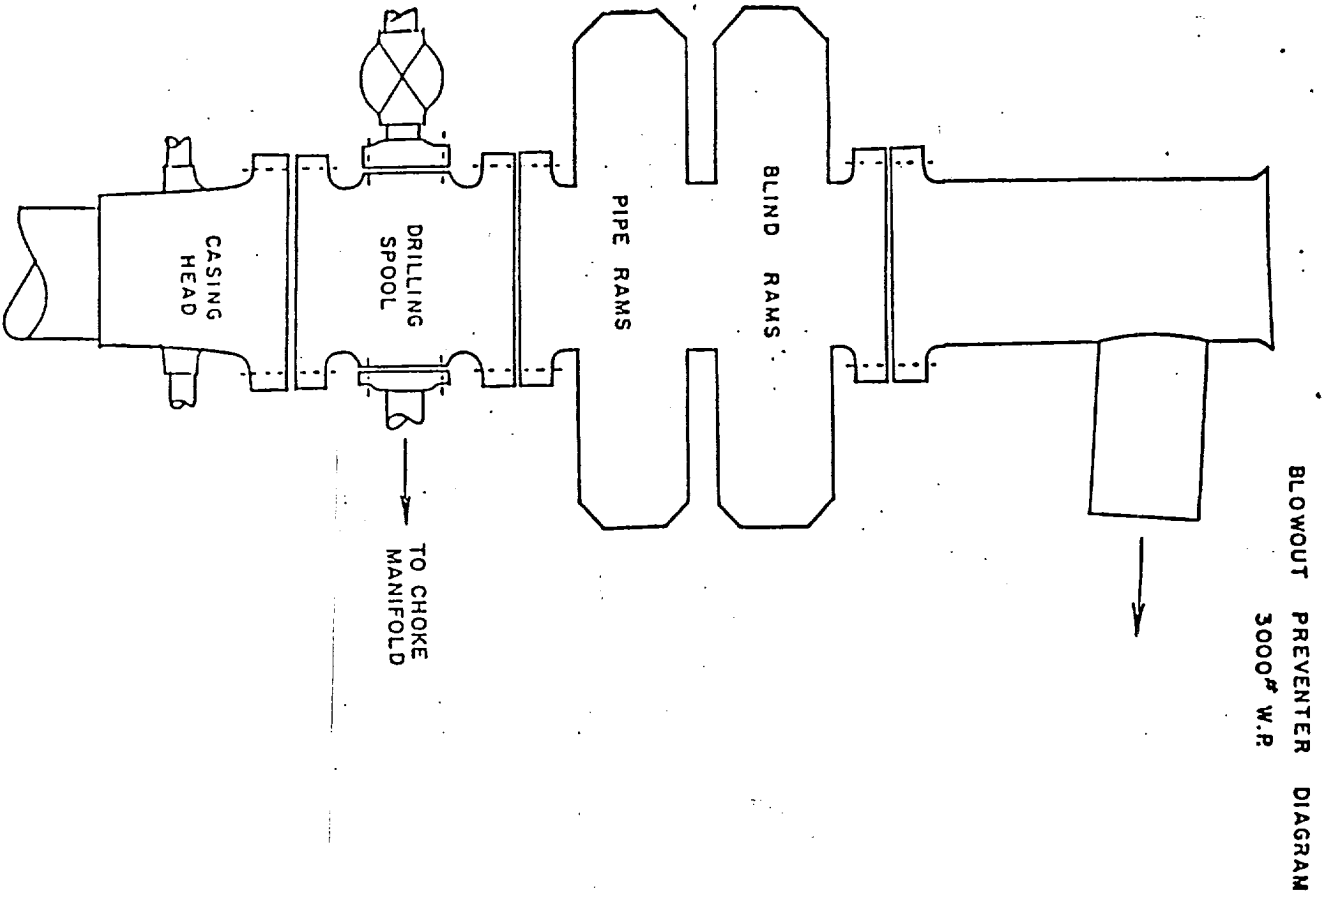 BLOWOUT PREVENTER DIAGRAM
3000# W.P.
BLIND RAMS
PIPE RAMS
DRILLING
SPOOL
TO CHOKE
MANIFOLD
CASING
HEAD